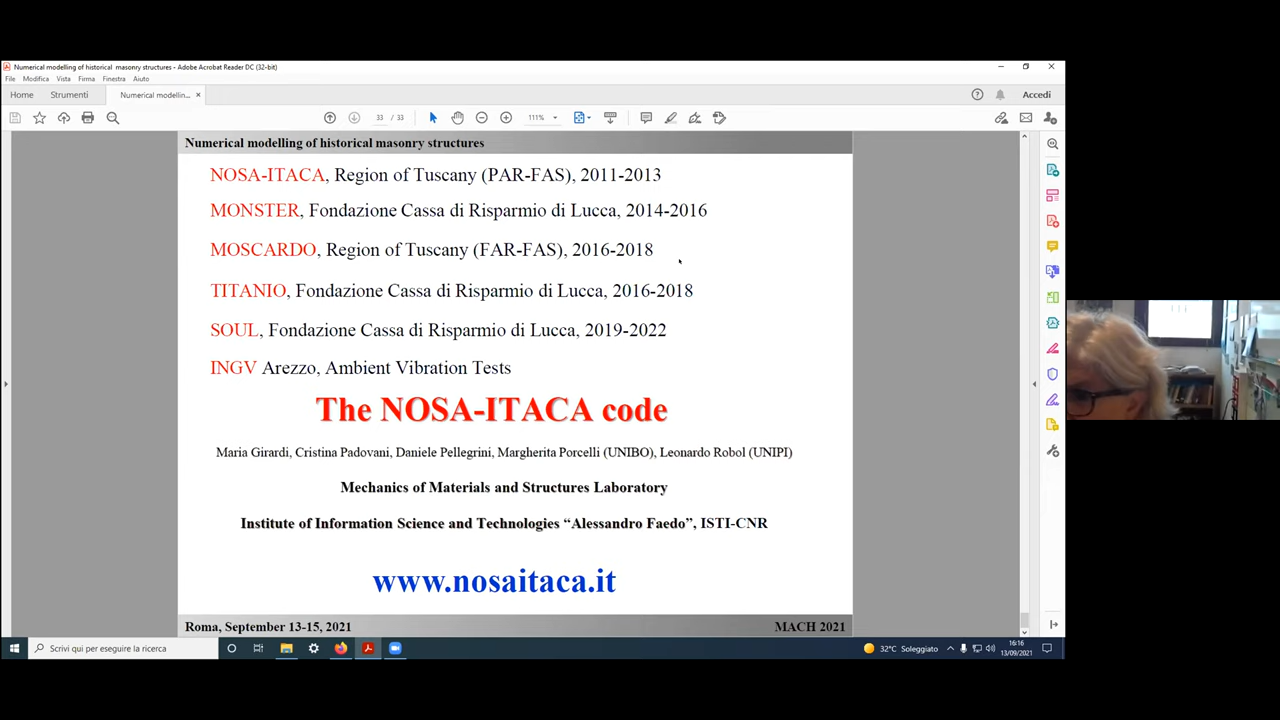 Numerical modelling of historical masonry structures - Adobe Acrobat Reader DC (32-bit)
File Modifica Vista Firma Finestra Aiuto
Home Strumenti Numerical modellin... × Accedi
33 / 33 111%
Numerical modelling of historical masonry structures
NOSA-ITACA, Region of Tuscany (PAR-FAS), 2011-2013
MONSTER, Fondazione Cassa di Risparmio di Lucca, 2014-2016
MOSCARDO, Region of Tuscany (FAR-FAS), 2016-2018
TITANIO, Fondazione Cassa di Risparmio di Lucca, 2016-2018
SOUL, Fondazione Cassa di Risparmio di Lucca, 2019-2022
INGV Arezzo, Ambient Vibration Tests
The NOSA-ITACA code
Maria Girardi, Cristina Padovani, Daniele Pellegrini, Margherita Porcelli (UNIBO), Leonardo Robol (UNIPI)
Mechanics of Materials and Structures Laboratory
Institute of Information Science and Technologies “Alessandro Faedo”, ISTI-CNR
www.nosaitaca.it
Roma, September 13-15, 2021 MACH 2021
Scrivi qui per eseguire la ricerca 32°C Soleggiato 16:16
13/09/2021